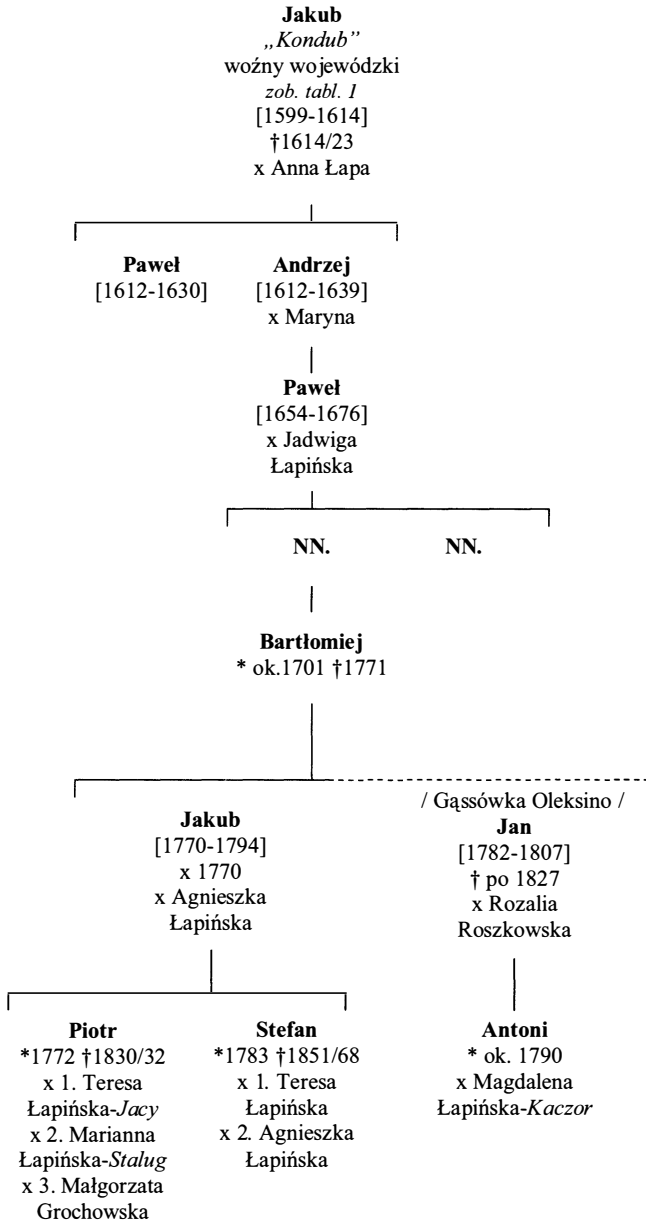 Jakub
„Kondub”
woźny wojewódzki
zob. tabl. 1
[1599-1614]
†1614/23
x Anna Łapa
Paweł
[1612-1630]
Andrzej
[1612-1639]
x Maryna
Paweł
[1654-1676]
x Jadwiga
Łapińska
NN.
NN.
Bartłomiej
* ok.1701 †1771
Jakub
[1770-1794]
x 1770
x Agnieszka
Łapińska
/ Gąssówka Oleksino /
Jan
[1782-1807]
† po 1827
x Rozalia
Roszkowska
Piotr
*1772 †1830/32
x 1. Teresa
Łapińska-Jacy
x 2. Marianna
Łapińska-Stalug
x 3. Małgorzata
Grochowska
Stefan
*1783 †1851/68
x 1. Teresa
Łapińska
x 2. Agnieszka
Łapińska
Antoni
* ok. 1790
x Magdalena
Łapińska-Kaczor